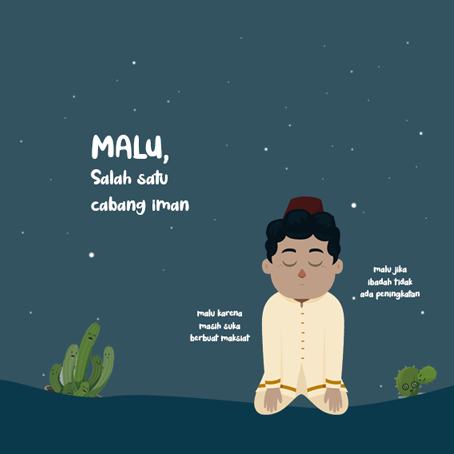 MALU,
Salah satu
cabang iman
malu jika
ibadah tidak
ada peningkatan
malu karena
masih suka
berbuat maksiat